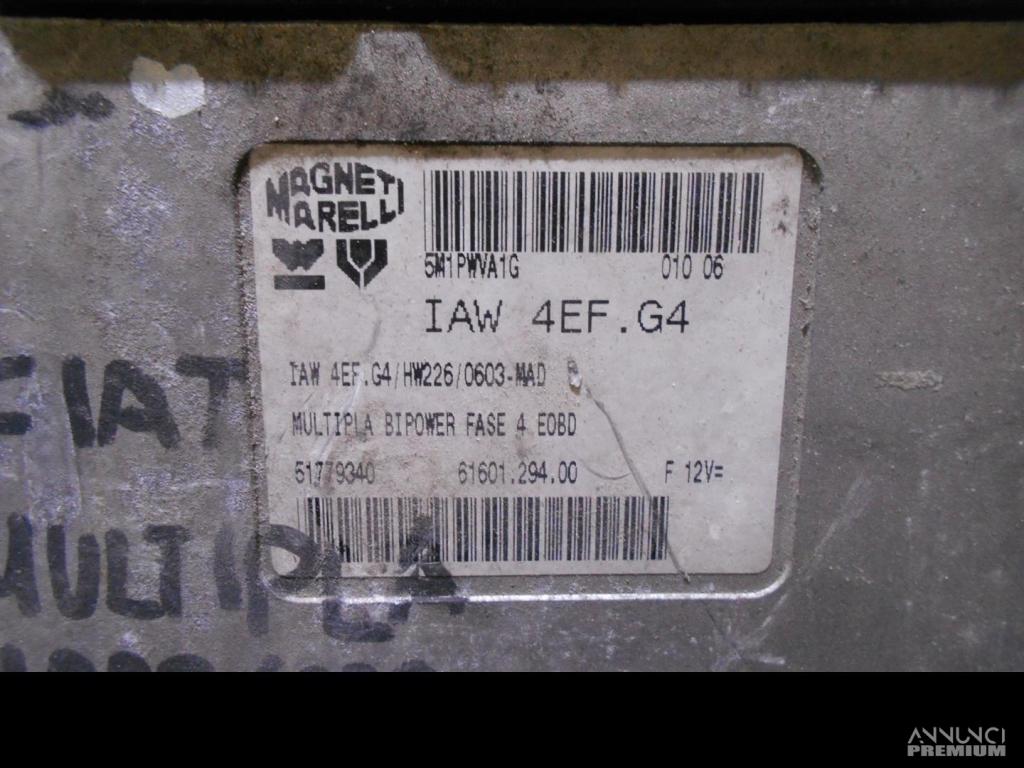 MAGNETI
MARELLI
5M1PWVA1G 010 06
IAW 4EF.G4
IAW 4EF.G4/HW226/0603-MAD
MULTIPLA BIPOWER FASE 4 EOBD
51779340 61601.294.00 F 12V=
FIAT
MULTIPLA
ANNUNCI
PREMIUM